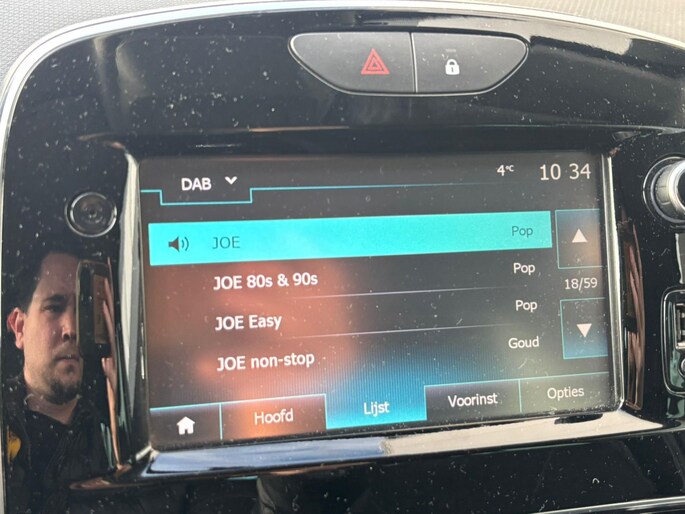 DAB 4°C 10 34
JOE Pop
JOE 80s & 90s Pop
18/59
JOE Easy Pop
JOE non-stop Goud
Hoofd Lijst Voorinst Opties